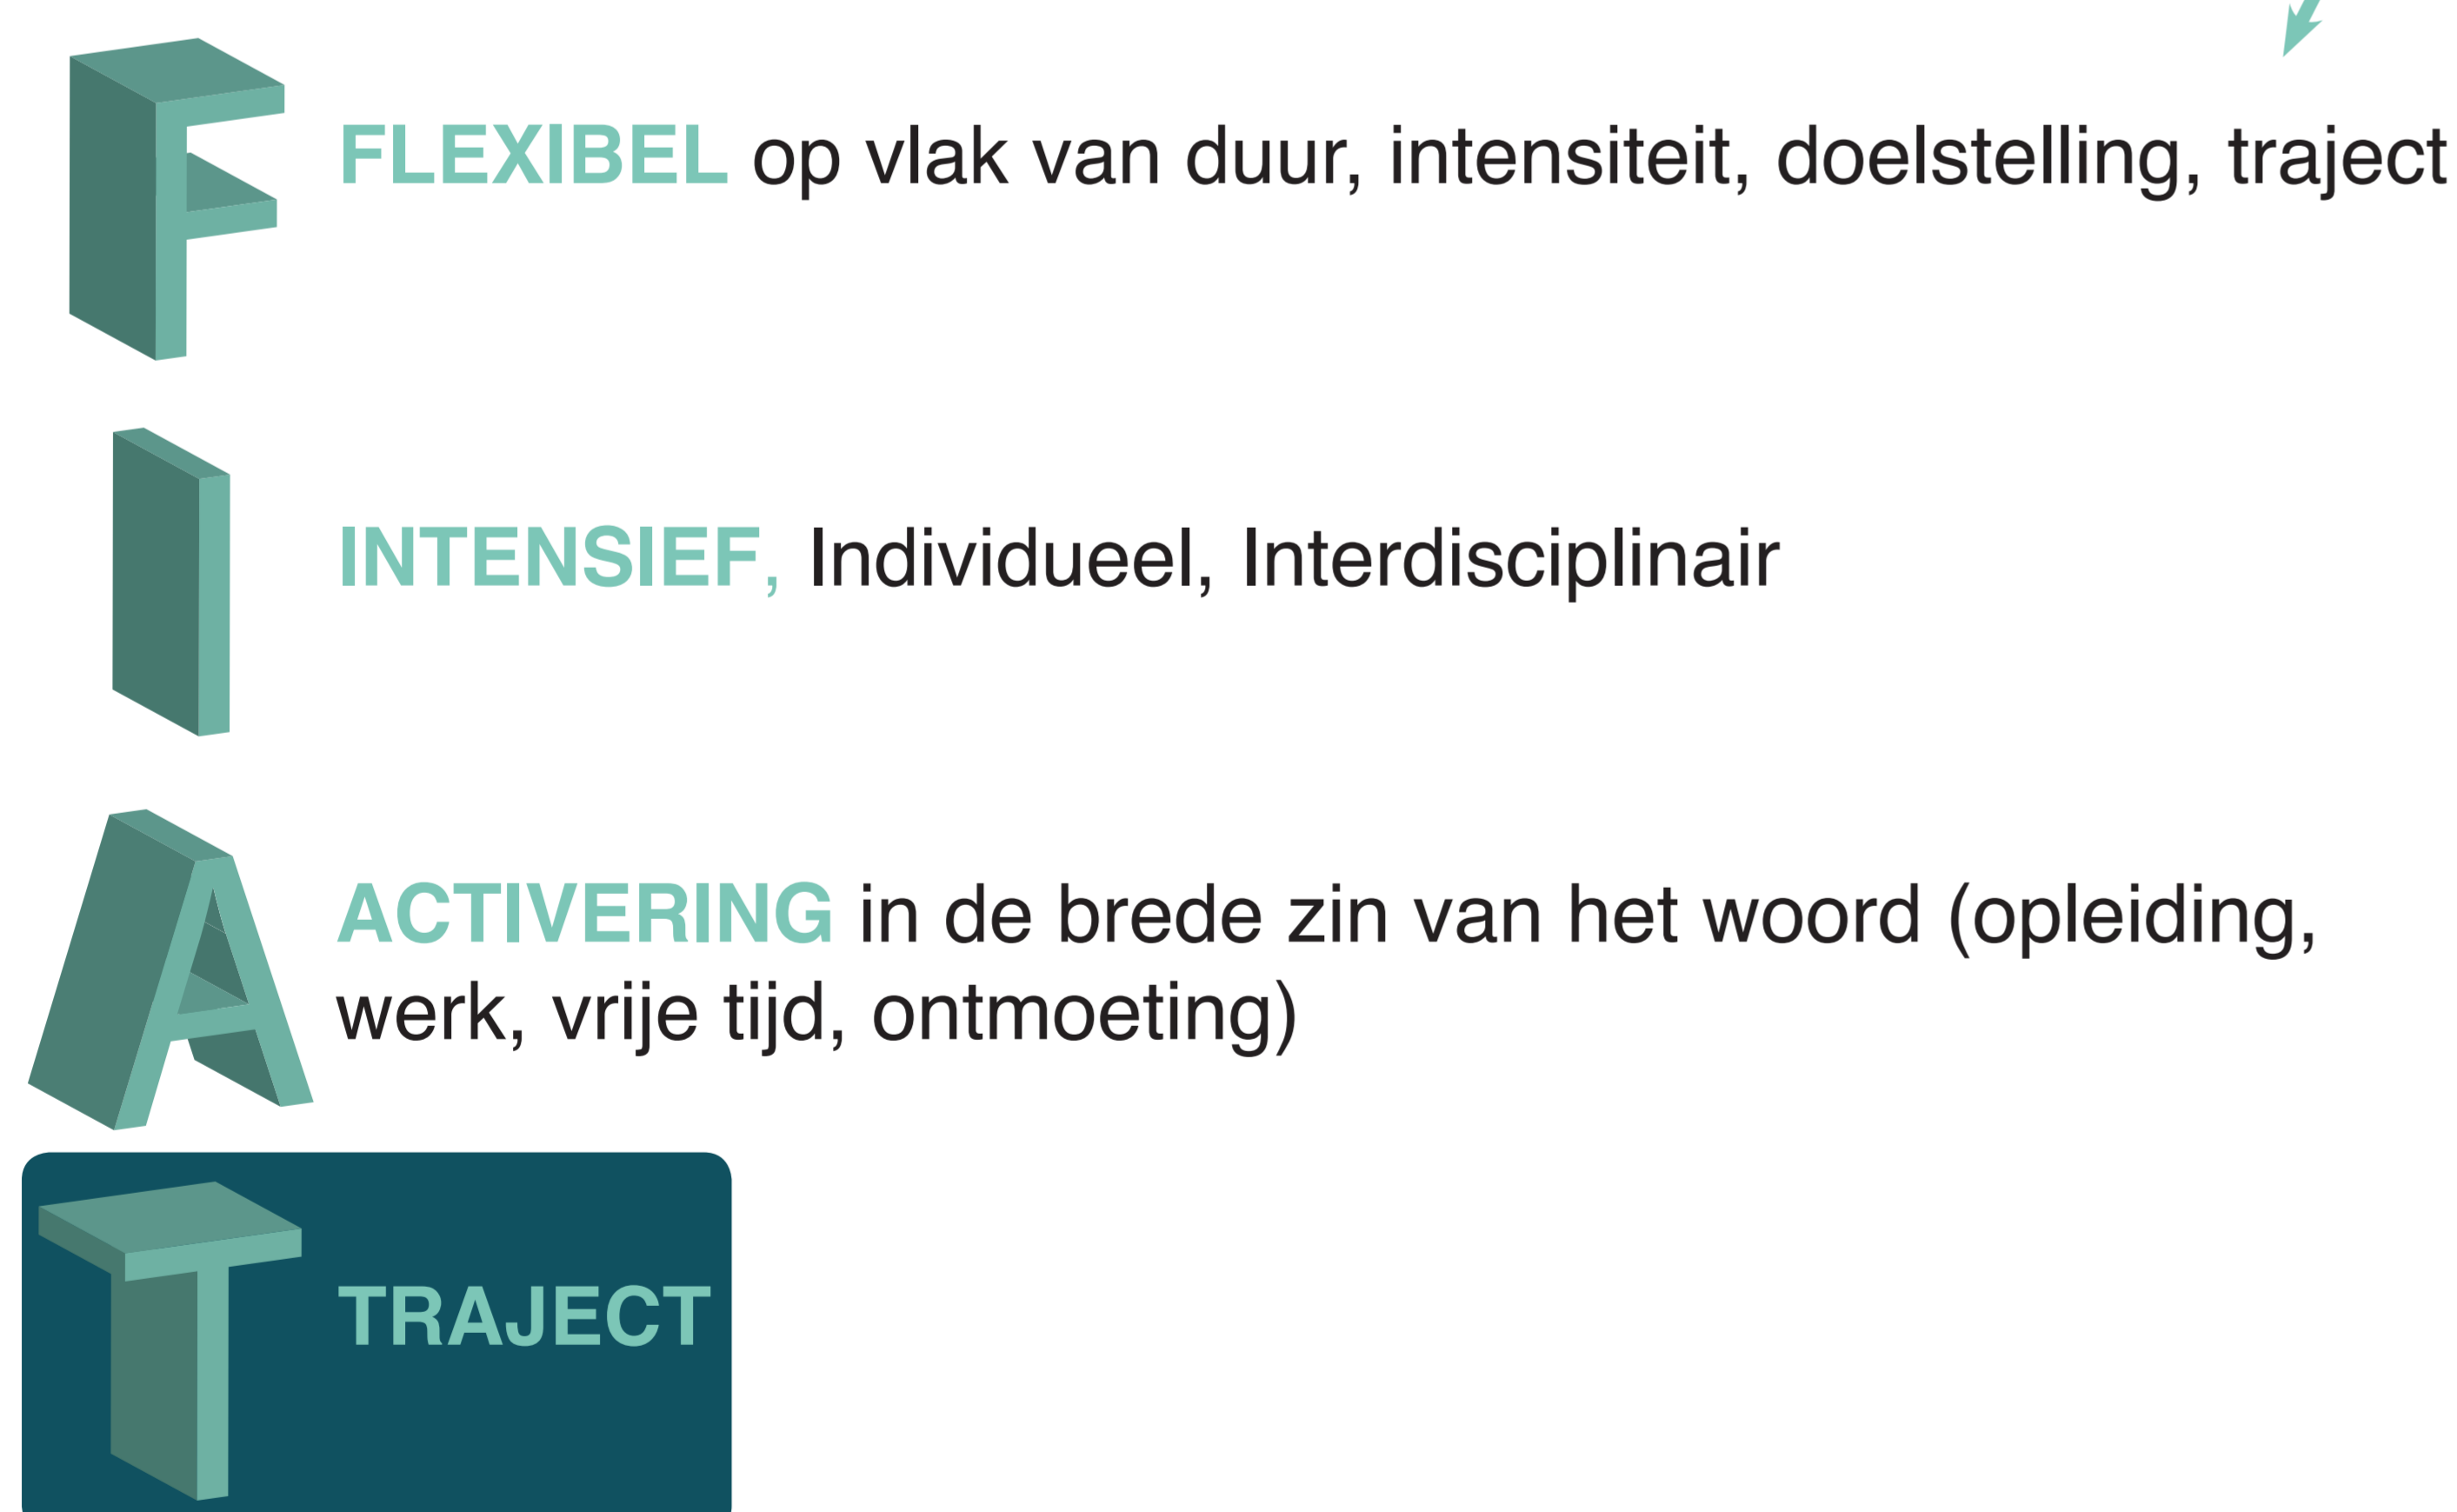 F
FLEXIBEL op vlak van duur, intensiteit, doelstelling, traject
I
INTENSIEF, Individueel, Interdisciplinair
A
ACTIVERING in de brede zin van het woord (opleiding,
werk, vrije tijd, ontmoeting)
T
TRAJECT